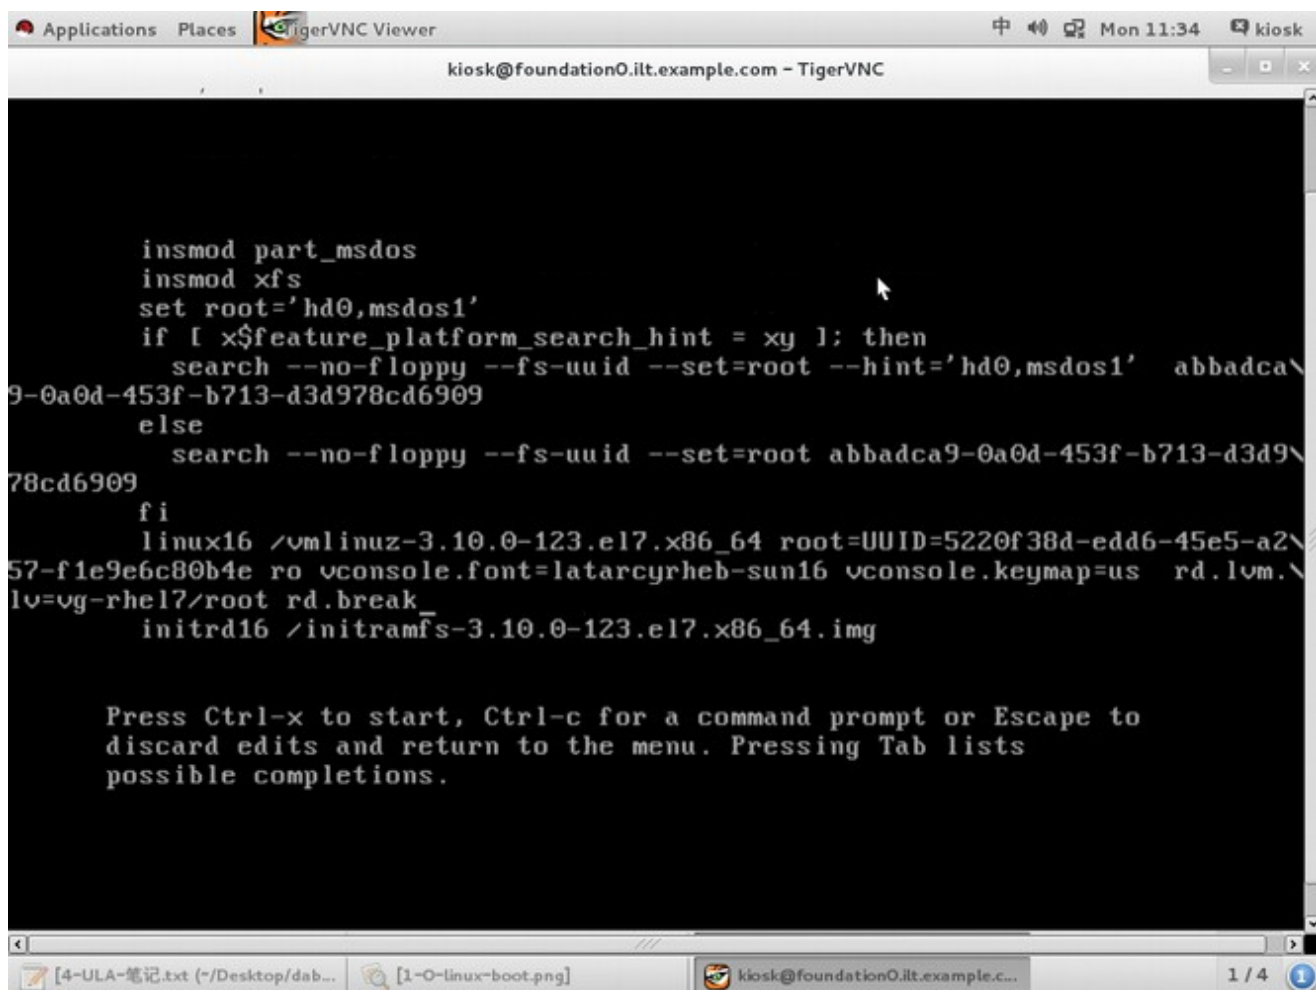 Applications Places TigerVNC Viewer 中 Mon 11:34 kiosk
kiosk@foundation0.ilt.example.com - TigerVNC
insmod part_msdos
insmod xfs
set root='hd0,msdos1'
if [ x$feature_platform_search_hint = xy ]; then
search --no-floppy --fs-uuid --set=root --hint='hd0,msdos1'  abbadca\
9-0a0d-453f-b713-d3d978cd6909
else
search --no-floppy --fs-uuid --set=root abbadca9-0a0d-453f-b713-d3d9\
78cd6909
fi
linux16 /vmlinuz-3.10.0-123.el7.x86_64 root=UUID=5220f38d-edd6-45e5-a2\
57-f1e9e6c80b4e ro vconsole.font=latarcyrheb-sun16 vconsole.keymap=us  rd.lvm.\
lv=vg-rhel7/root rd.break_
initrd16 /initramfs-3.10.0-123.el7.x86_64.img
Press Ctrl-x to start, Ctrl-c for a command prompt or Escape to
discard edits and return to the menu. Pressing Tab lists
possible completions.
[4-ULA-笔记.txt (~/Desktop/dab... [1-0-linux-boot.png] kiosk@foundation0.ilt.example.c... 1 / 4 1